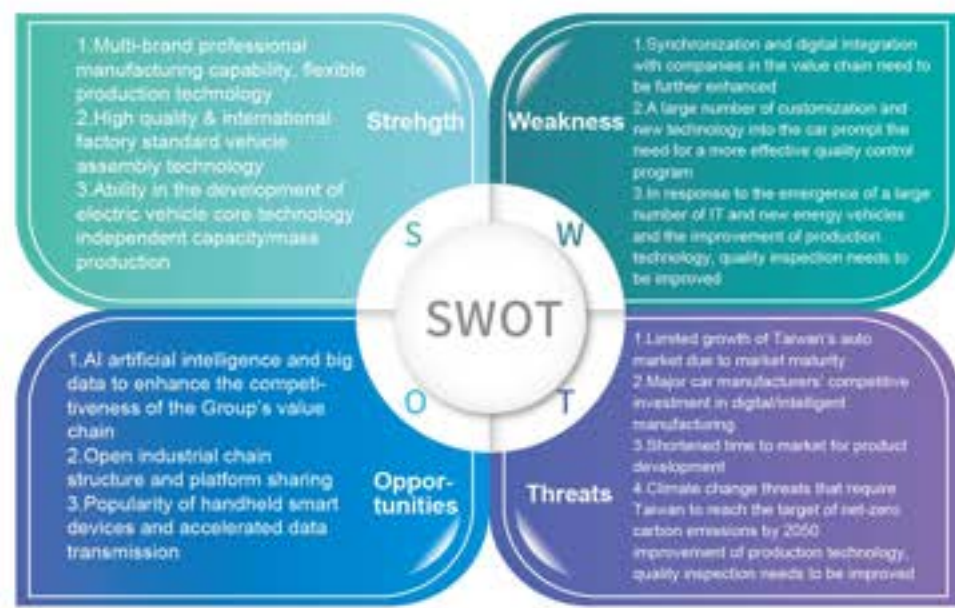 1.Multi-brand professional
manufacturing capability, flexible
production technology
2.High quality & international
factory standard vehicle
assembly technology
3.Ability in the development of
electric vehicle core technology
independent capacity/mass
production
Strehgth
Weakness
1.Synchronization and digital integration
with companies in the value chain need to
be further enhanced
2.A large number of customization and
new technology into the car prompt the
need for a more effective quality control
program
3.In response to the emergence of a large
number of IT and new energy vehicles
and the improvement of production
technology, quality inspection needs to
be improved
S
W
SWOT
O
T
1.AI artificial intelligence and big
data to enhance the competi-
tiveness of the Group's value
chain
2.Open industrial chain
structure and platform sharing
3.Popularity of handheld smart
devices and accelerated data
transmission
Oppor-
tunities
Threats
1.Limited growth of Taiwan's auto
market due to market maturity
2.Major car manufacturers' competitive
investment in digital/intelligent
manufacturing
3.Shortened time to market for product
development
4.Climate change threats that require
Taiwan to reach the target of net-zero
carbon emissions by 2050
improvement of production technology,
quality inspection needs to be improved